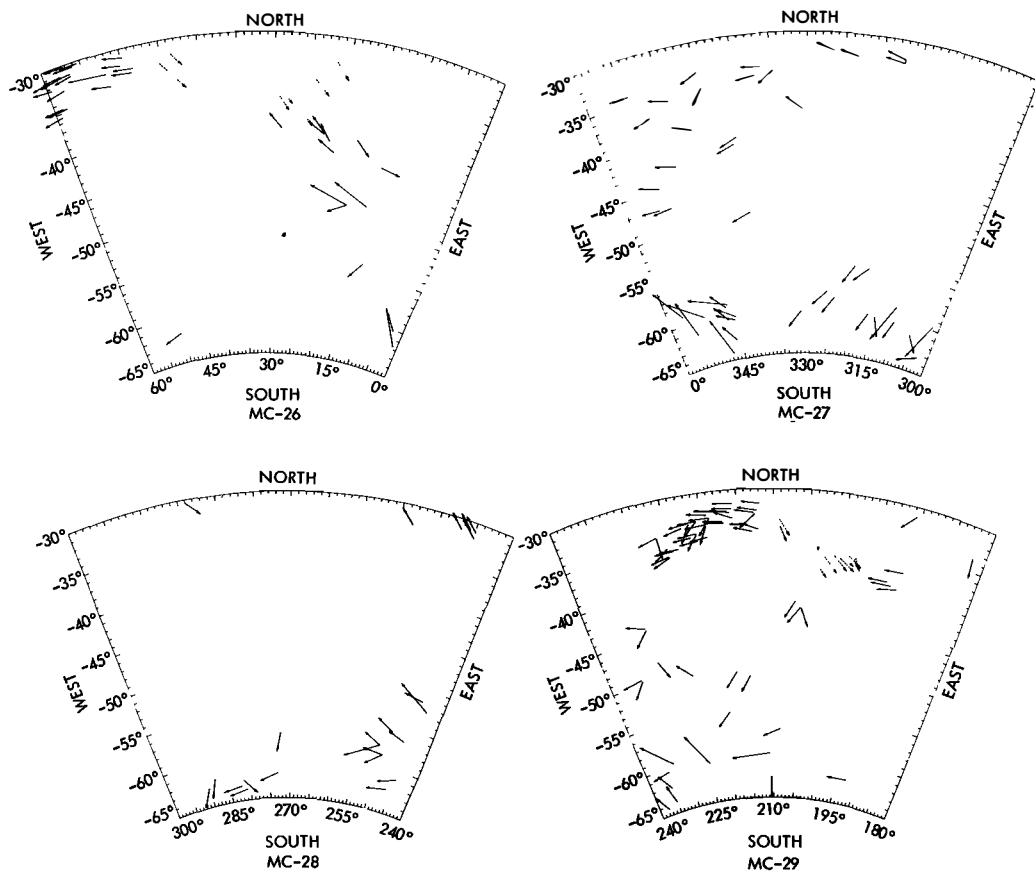 NORTH
-30°
-35°
-40°
-45°
-50°
-55°
-60°
-65°
WEST
EAST
60° 45° 30° 15° 0°
SOUTH
MC-26
NORTH
-30°
-35°
-40°
-45°
-50°
-55°
-60°
-65°
WEST
EAST
0° 345° 330° 315° 300°
SOUTH
MC-27
NORTH
-30°
-35°
-40°
-45°
-50°
-55°
-60°
-65°
WEST
EAST
300° 285° 270° 255° 240°
SOUTH
MC-28
NORTH
-30°
-35°
-40°
-45°
-50°
-55°
-60°
-65°
WEST
EAST
240° 225° 210° 195° 180°
SOUTH
MC-29